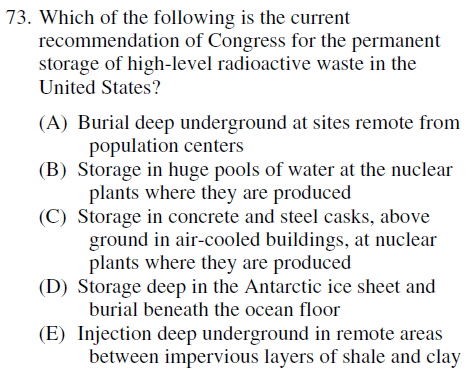 73. Which of the following is the current
recommendation of Congress for the permanent
storage of high-level radioactive waste in the
United States?
(A) Burial deep underground at sites remote from
population centers
(B) Storage in huge pools of water at the nuclear
plants where they are produced
(C) Storage in concrete and steel casks, above
ground in air-cooled buildings, at nuclear
plants where they are produced
(D) Storage deep in the Antarctic ice sheet and
burial beneath the ocean floor
(E) Injection deep underground in remote areas
between impervious layers of shale and clay